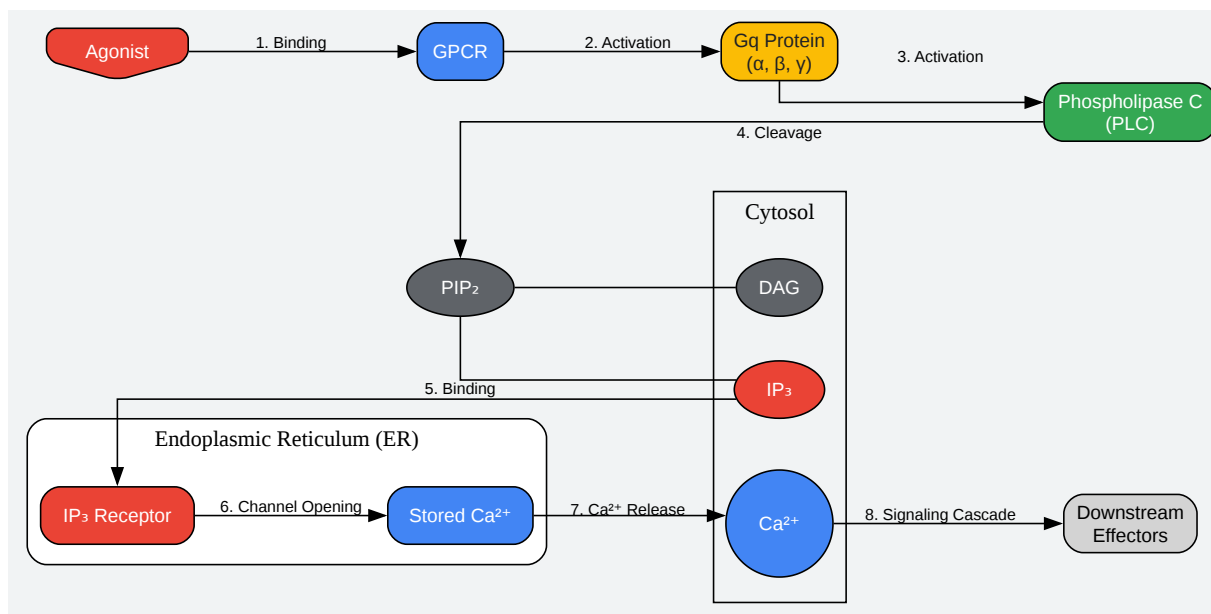 Agonist
1. Binding
GPCR
2. Activation
Gq Protein
(α, β, γ)
3. Activation
Phospholipase C
(PLC)
4. Cleavage
Cytosol
PIP₂
DAG
IP₃
5. Binding
Endoplasmic Reticulum (ER)
IP₃ Receptor
6. Channel Opening
Stored Ca²⁺
7. Ca²⁺ Release
Ca²⁺
8. Signaling Cascade
Downstream
Effectors